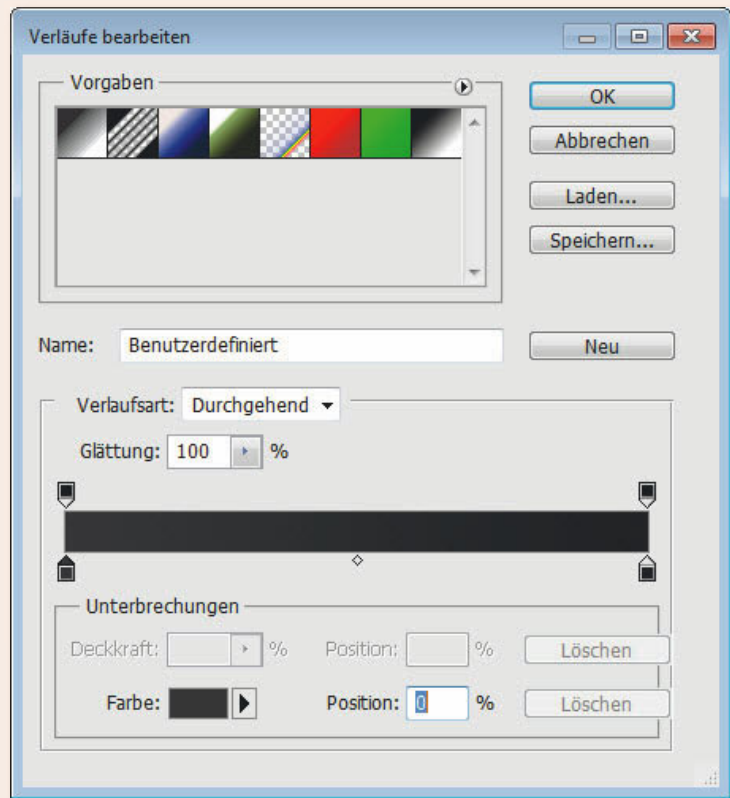 Verläufe bearbeiten
Vorgaben
OK
Abbrechen
Laden...
Speichern...
Name: Benutzerdefiniert
Neu
Verlaufsart: Durchgehend
Glättung: 100 %
Unterbrechungen
Deckkraft: % Position: % Löschen
Farbe: Position: 0 % Löschen